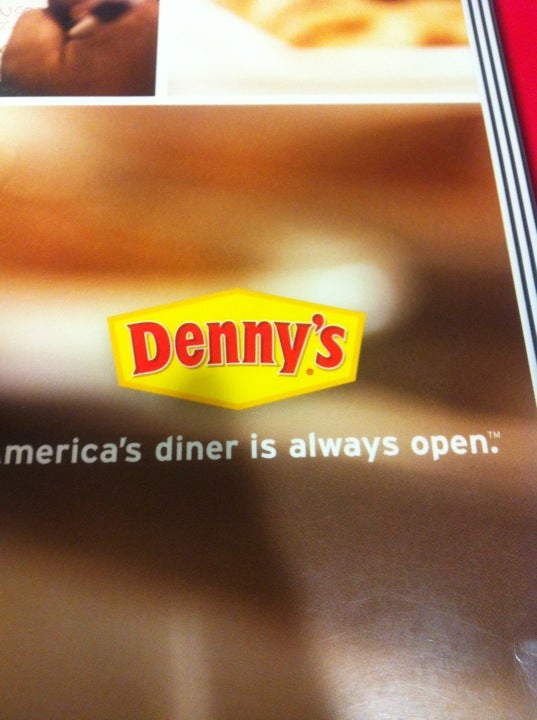 Denny's
merica's diner is always open.™